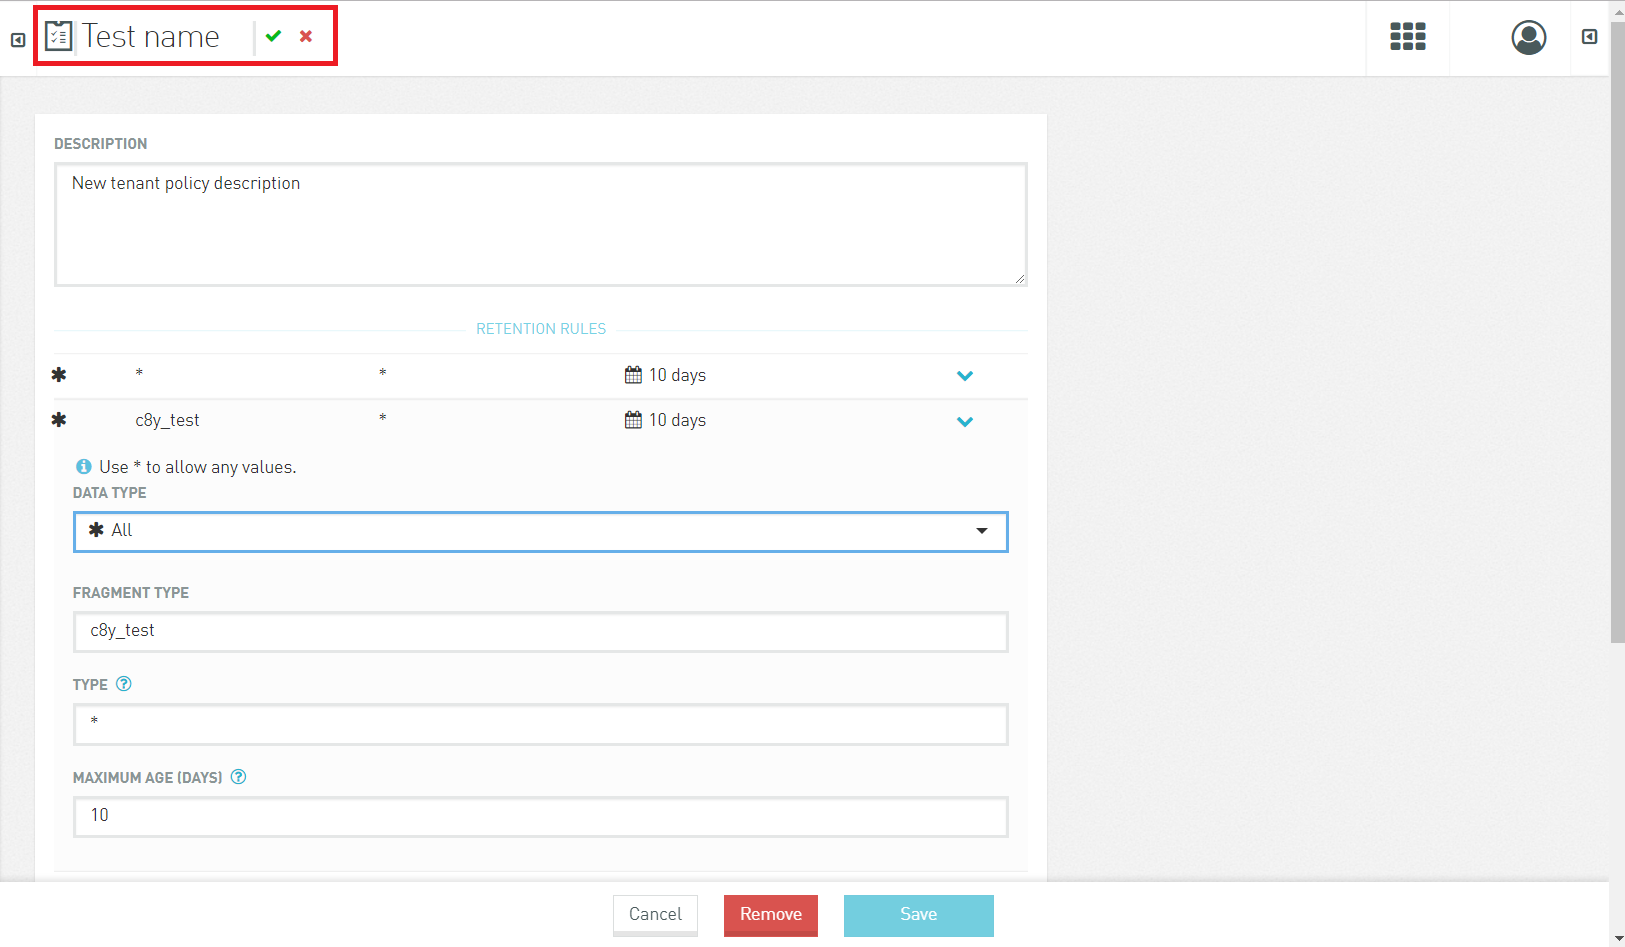 Test name
DESCRIPTION
New tenant policy description
RETENTION RULES
* * 10 days
c8y_test * 10 days
Use * to allow any values.
DATA TYPE
All
FRAGMENT TYPE
c8y_test
TYPE
*
MAXIMUM AGE (DAYS)
10
Cancel Remove Save